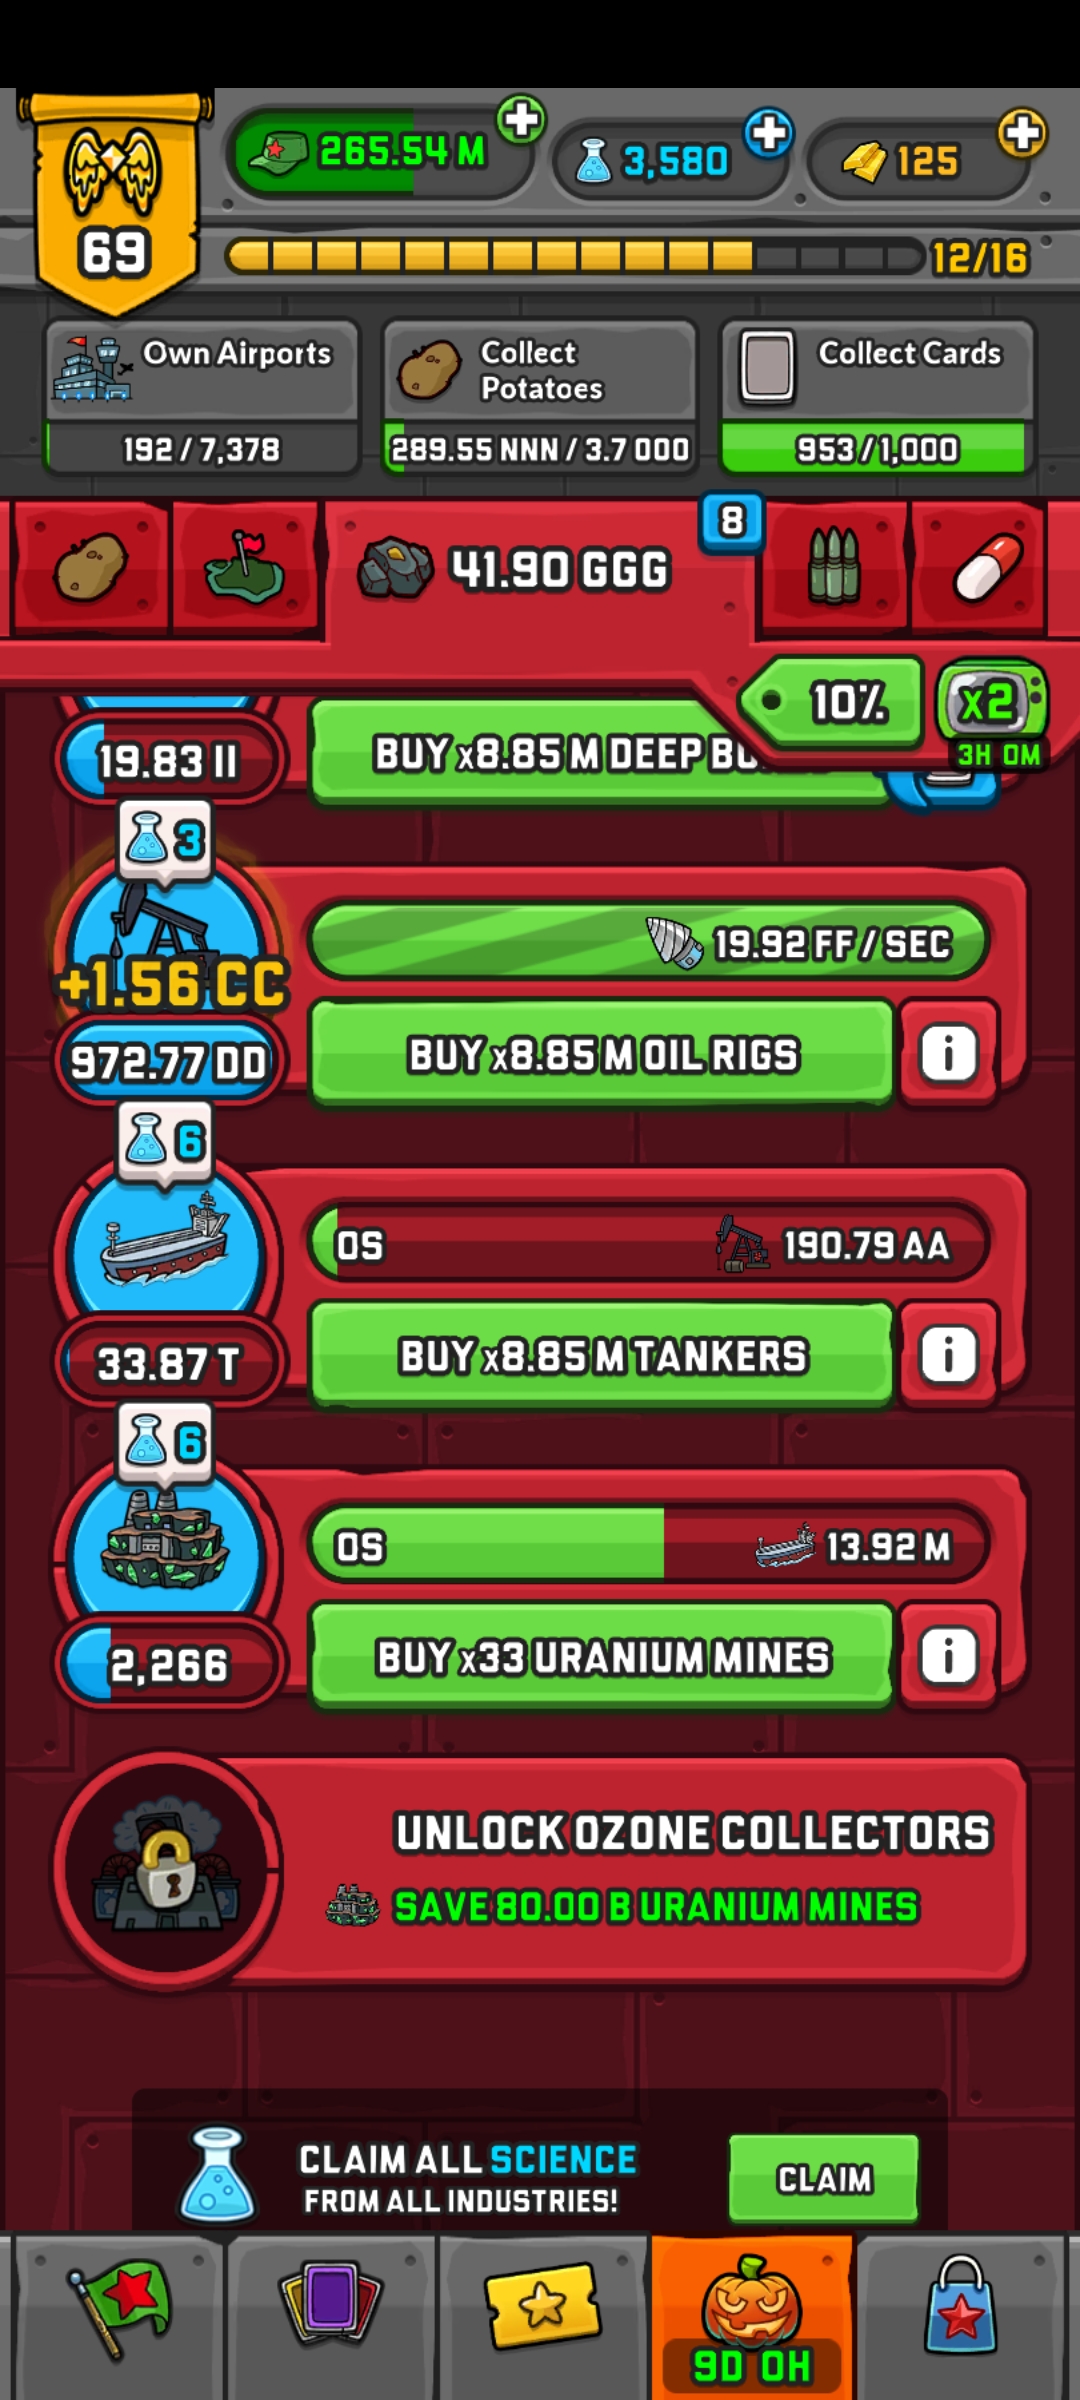 265.54 M
3,580
125
69
12/16
Own Airports
192 / 7,378
Collect
Potatoes
289.55 NNN / 3.7 OOO
Collect Cards
953 / 1,000
41.90 GGG
8
10%
x2
3H 0M
19.83 II
BUY x8.85 M DEEP
3
+1.56 CC
972.77 DD
19.92 FF / SEC
BUY x8.85 M OIL RIGS
i
6
33.87 T
0S
190.79 AA
BUY x8.85 M TANKERS
i
6
2,266
0S
13.92 M
BUY x33 URANIUM MINES
i
UNLOCK OZONE COLLECTORS
SAVE 80.00 B URANIUM MINES
CLAIM ALL SCIENCE
FROM ALL INDUSTRIES!
CLAIM
9D 0H